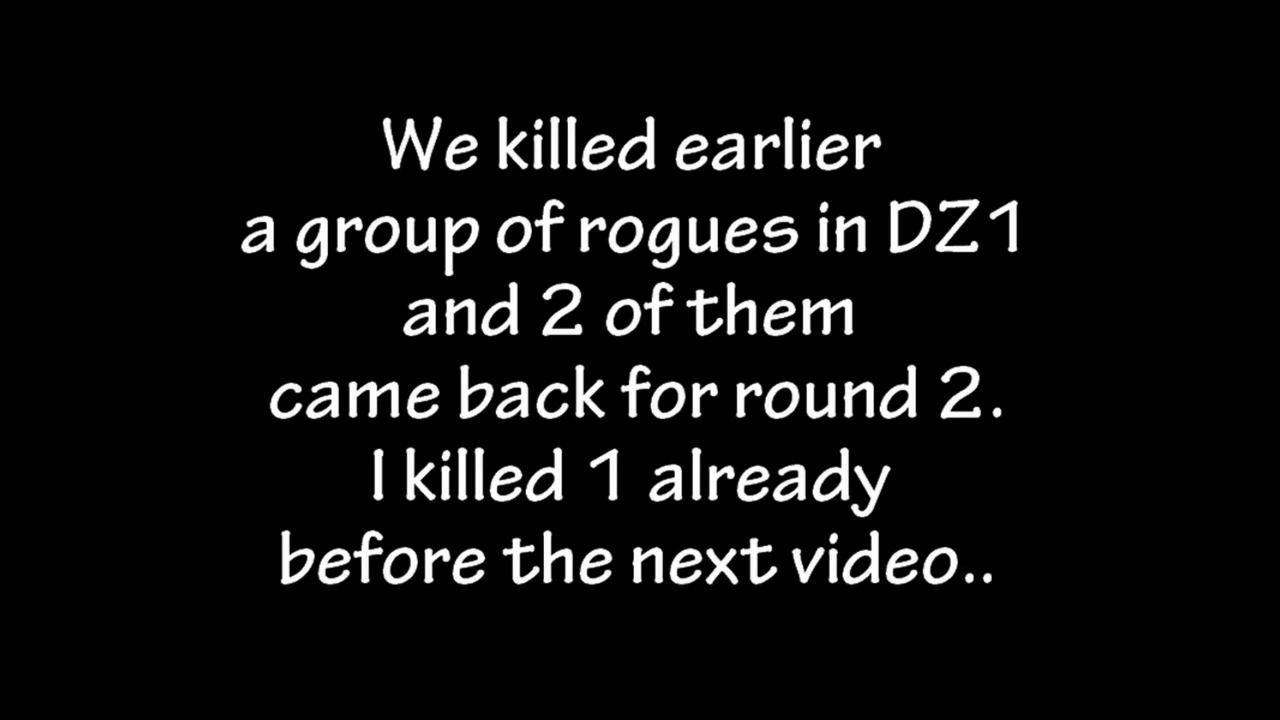 We killed earlier
a group of rogues in DZ1
and 2 of them
came back for round 2.
I killed 1 already
before the next video..